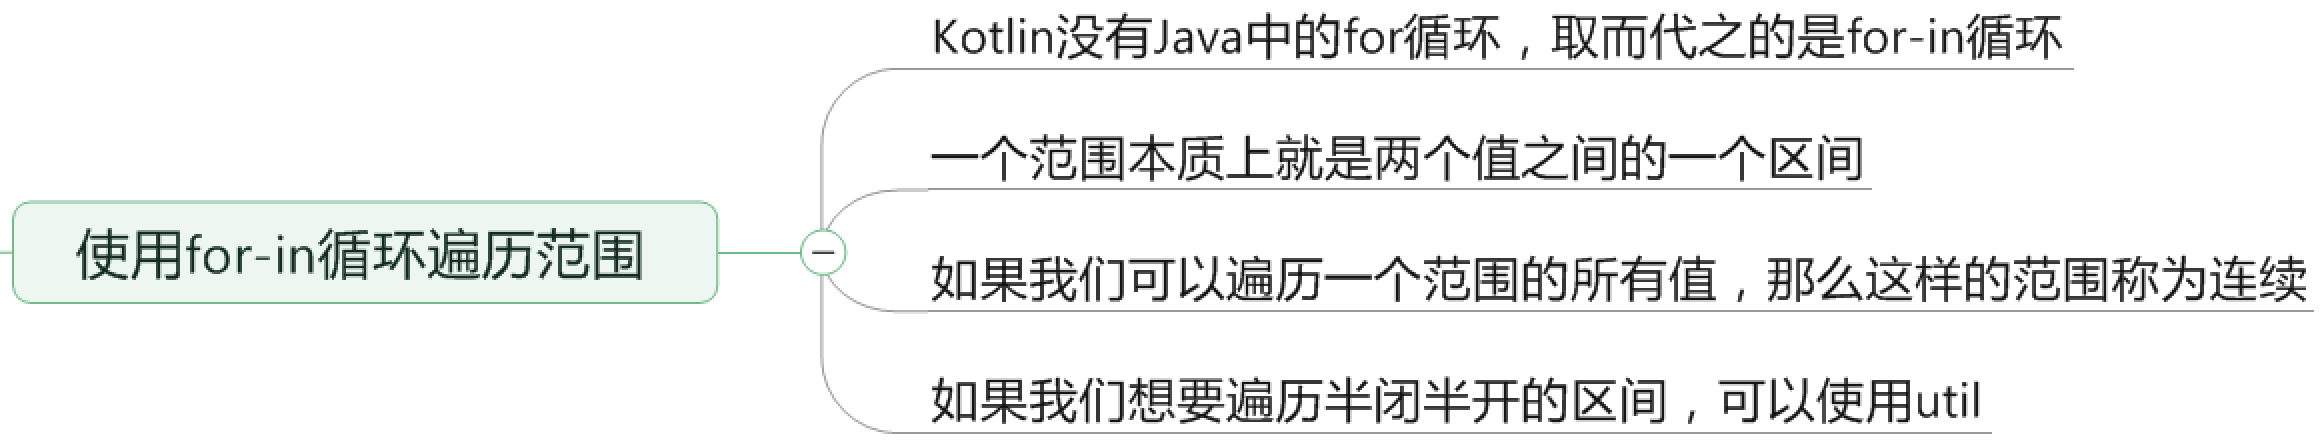 Kotlin没有Java中的for循环，取而代之的是for-in循环
一个范围本质上就是两个值之间的一个区间
使用for-in循环遍历范围
如果我们可以遍历一个范围的所有值，那么这样的范围称为连续
如果我们想要遍历半闭半开的区间，可以使用util